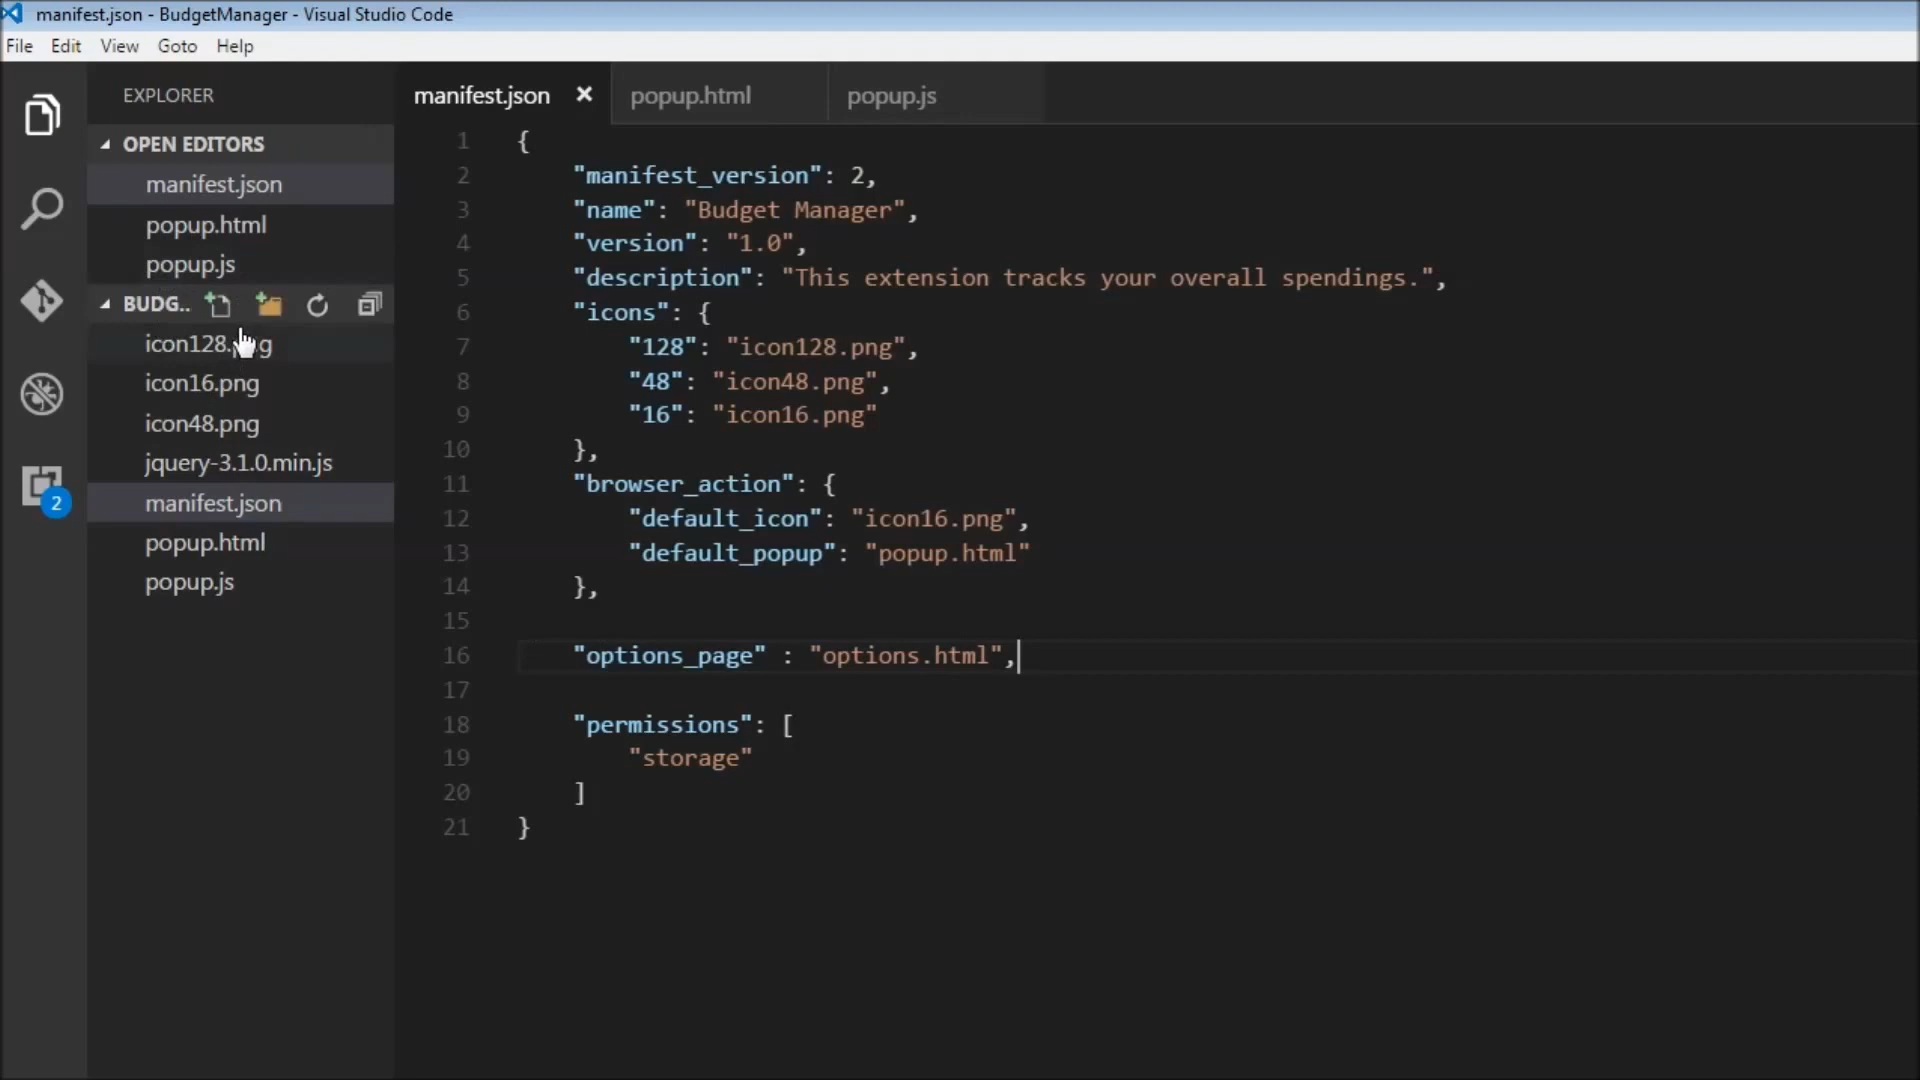 manifest.json - BudgetManager - Visual Studio Code
File Edit View Goto Help
EXPLORER
OPEN EDITORS
manifest.json
popup.html
popup.js
BUDG..
icon128.png
icon16.png
icon48.png
jquery-3.1.0.min.js
manifest.json
popup.html
popup.js
2
manifest.json popup.html popup.js
1 {
2 "manifest_version": 2,
3 "name": "Budget Manager",
4 "version": "1.0",
5 "description": "This extension tracks your overall spendings.",
6 "icons": {
7 "128": "icon128.png",
8 "48": "icon48.png",
9 "16": "icon16.png"
10 },
11 "browser_action": {
12 "default_icon": "icon16.png",
13 "default_popup": "popup.html"
14 },
15
16 "options_page" : "options.html",
17
18 "permissions": [
19 "storage"
20 ]
21 }